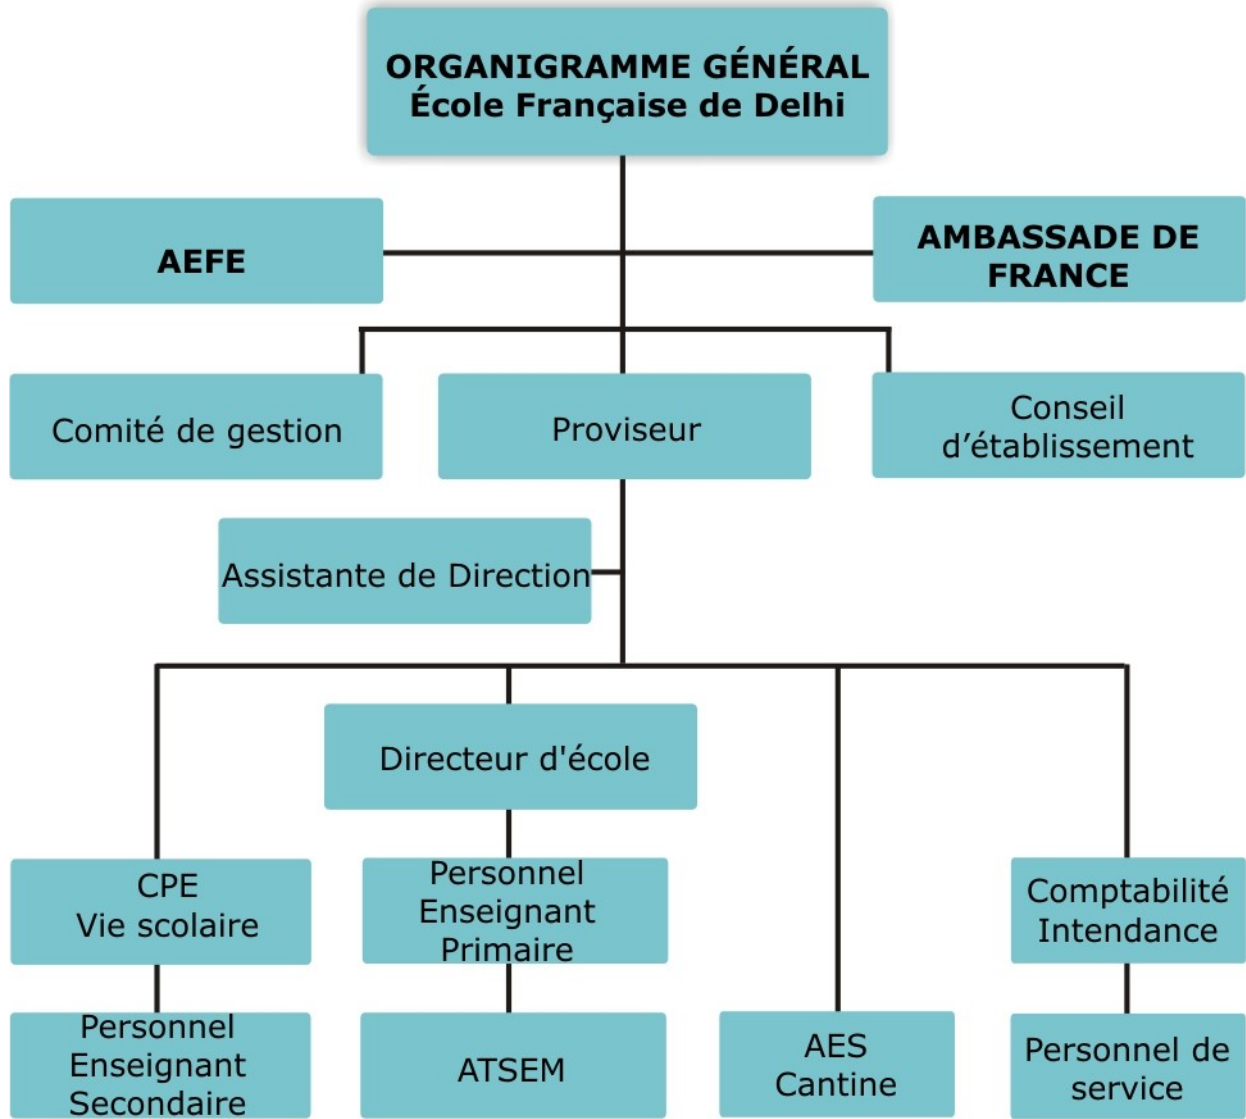 ORGANIGRAMME GÉNÉRAL
École Française de Delhi
AEFE
AMBASSADE DE
FRANCE
Comité de gestion
Proviseur
Conseil
d’établissement
Assistante de Direction
Directeur d'école
CPE
Vie scolaire
Personnel
Enseignant
Primaire
Comptabilité
Intendance
Personnel
Enseignant
Secondaire
ATSEM
AES
Cantine
Personnel de
service